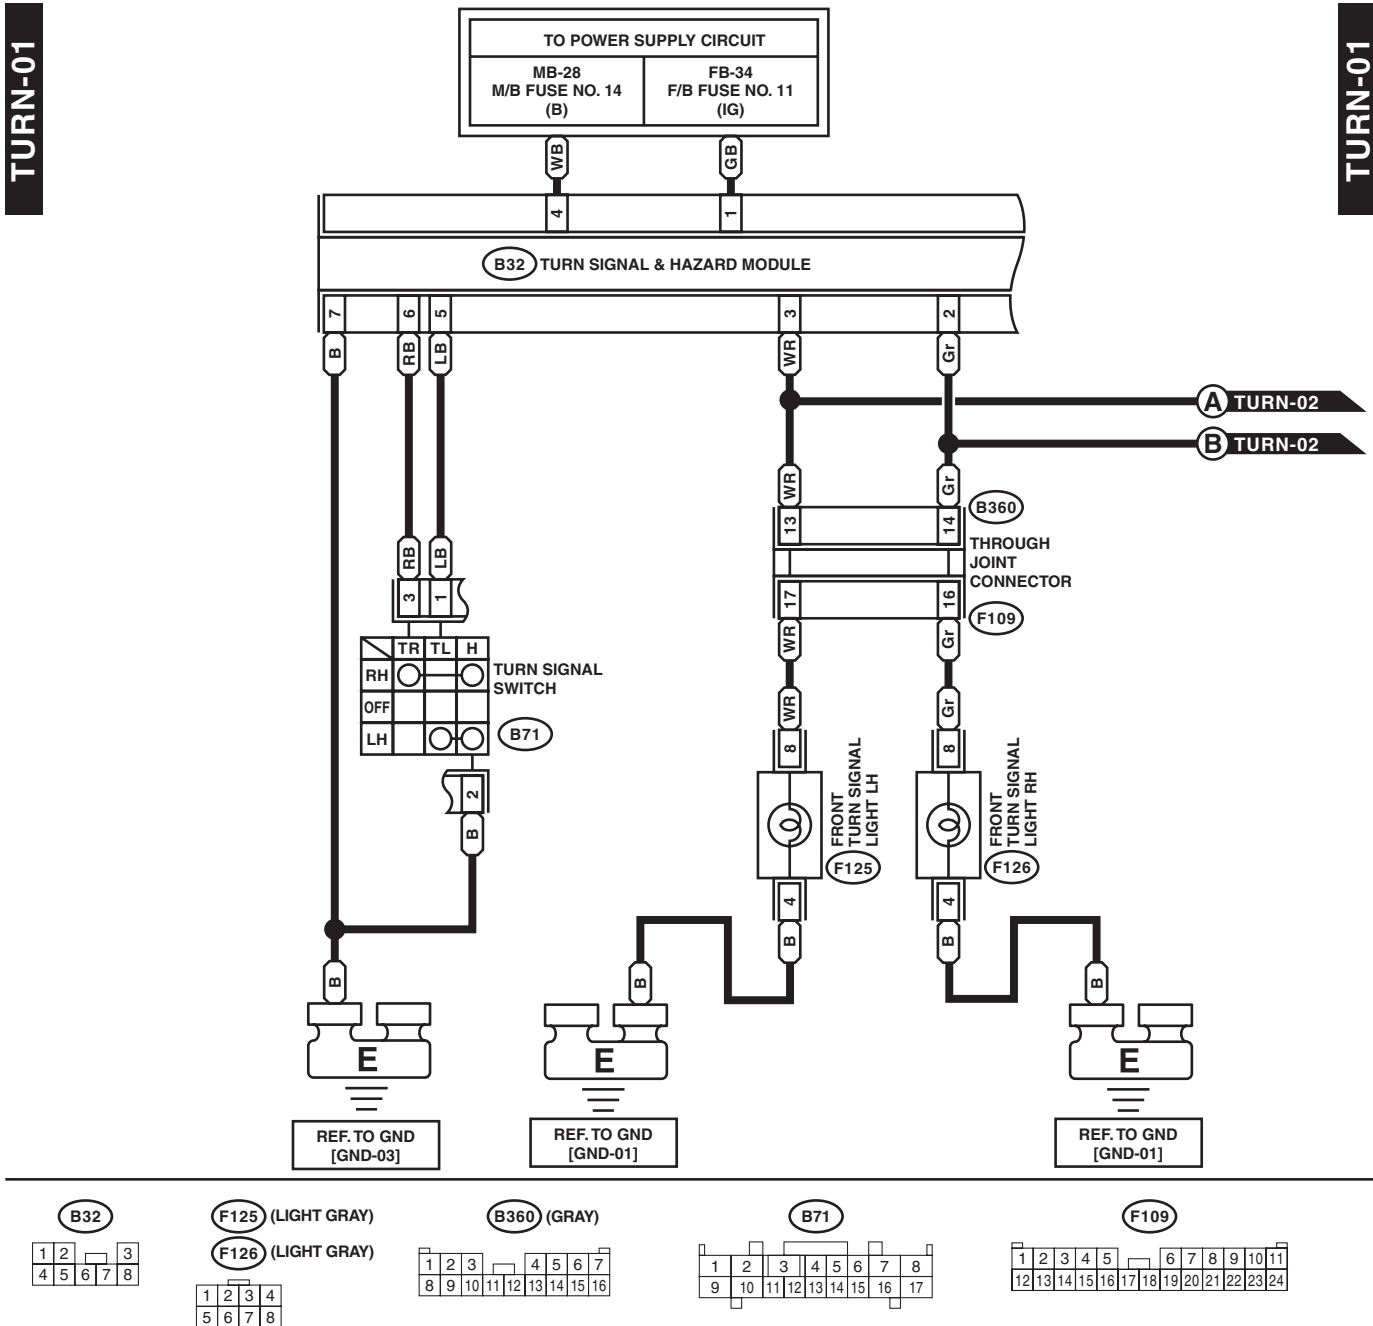 TURN-01
TURN-01
TO POWER SUPPLY CIRCUIT
MB-28
M/B FUSE NO. 14
(B)
FB-34
F/B FUSE NO. 11
(IG)
WB
GB
4
1
B32 TURN SIGNAL & HAZARD MODULE
7
6
5
3
2
B
RB
LB
WR
Gr
A TURN-02
B TURN-02
WR
Gr
B360
13
14
THROUGH
JOINT
CONNECTOR
17
16
F109
RB
LB
3
1
WR
Gr
TR TL H
RH
OFF
LH
TURN SIGNAL
SWITCH
B71
2
B
WR
Gr
8
8
FRONT
TURN SIGNAL
LIGHT LH
F125
FRONT
TURN SIGNAL
LIGHT RH
F126
4
4
B
B
B
B
B
E
E
E
REF. TO GND
[GND-03]
REF. TO GND
[GND-01]
REF. TO GND
[GND-01]
B32
1 2 3
4 5 6 7 8
F125 (LIGHT GRAY)
F126 (LIGHT GRAY)
1 2 3 4
5 6 7 8
B360 (GRAY)
1 2 3 4 5 6 7
8 9 10 11 12 13 14 15 16
B71
1 2 3 4 5 6 7 8
9 10 11 12 13 14 15 16 17
F109
1 2 3 4 5 6 7 8 9 10 11
12 13 14 15 16 17 18 19 20 21 22 23 24